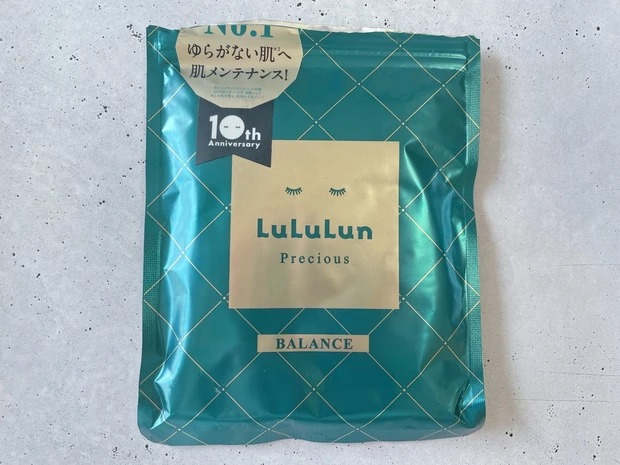 No.1
ゆらがない肌へ
肌メンテナンス!
10th
Anniversary
LuLuLun
Precious
BALANCE